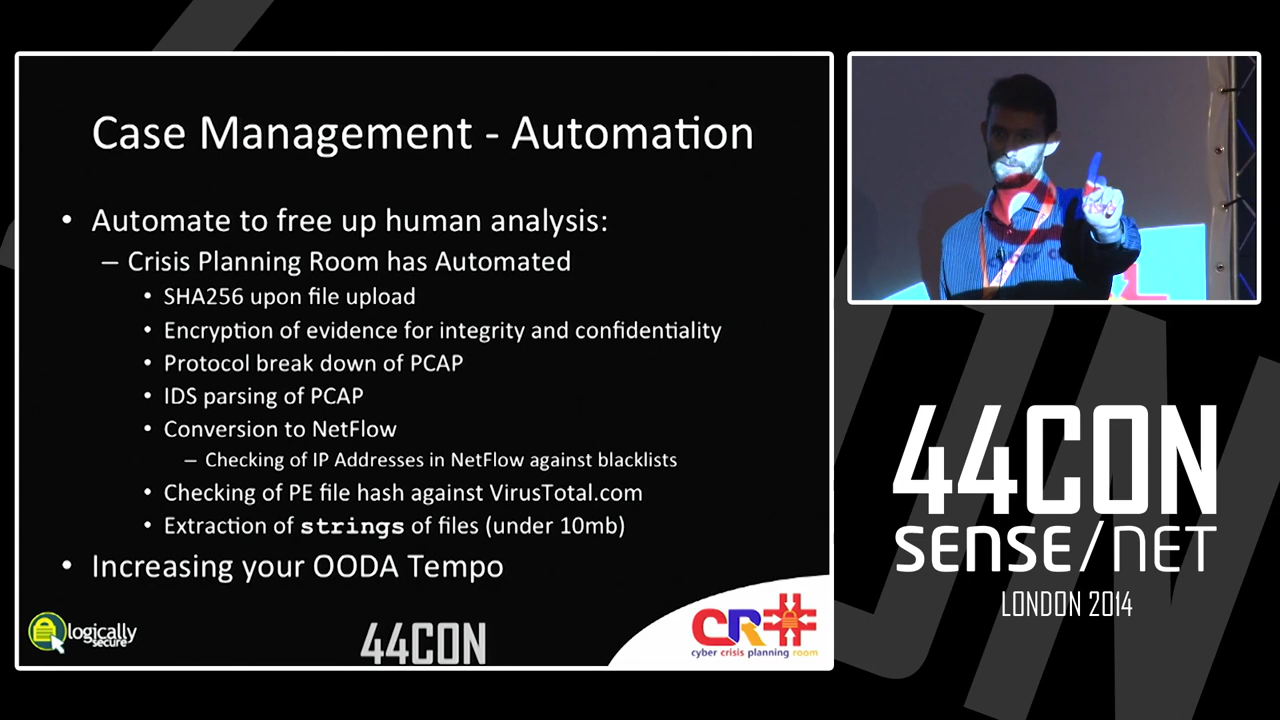 Case Management - Automation
• Automate to free up human analysis:
– Crisis Planning Room has Automated
• SHA256 upon file upload
• Encryption of evidence for integrity and confidentiality
• Protocol break down of PCAP
• IDS parsing of PCAP
• Conversion to NetFlow
– Checking of IP Addresses in NetFlow against blacklists
• Checking of PE file hash against VirusTotal.com
• Extraction of strings of files (under 10mb)
• Increasing your OODA Tempo
logically
secure
44CON
CR
cyber crisis planning room
44CON
SENSE/NET
LONDON 2014